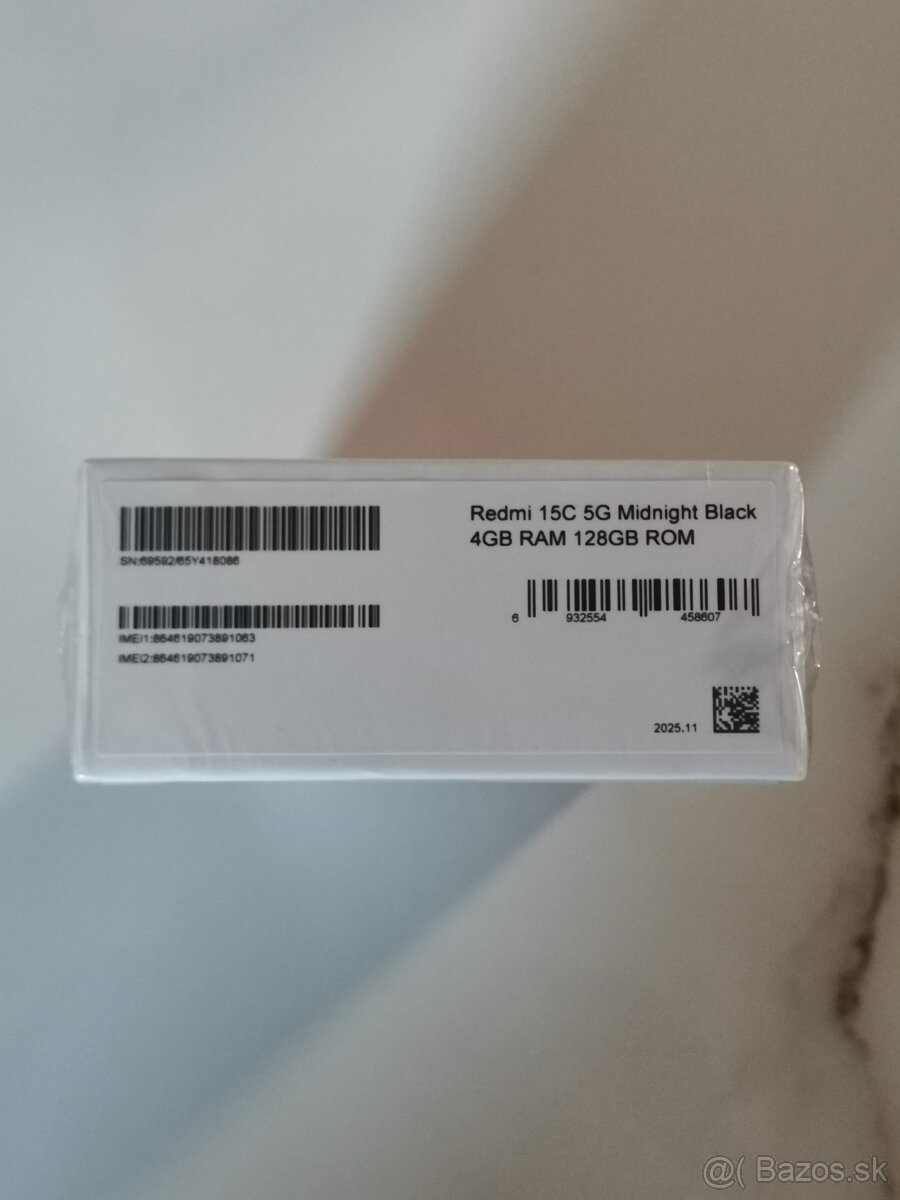 Redmi 15C 5G Midnight Black
4GB RAM 128GB ROM
SN:69592/65Y418086
IMEI1:864619073891063
IMEI2:864619073891071
6 932554 458607
2025.11
@( Bazos.sk